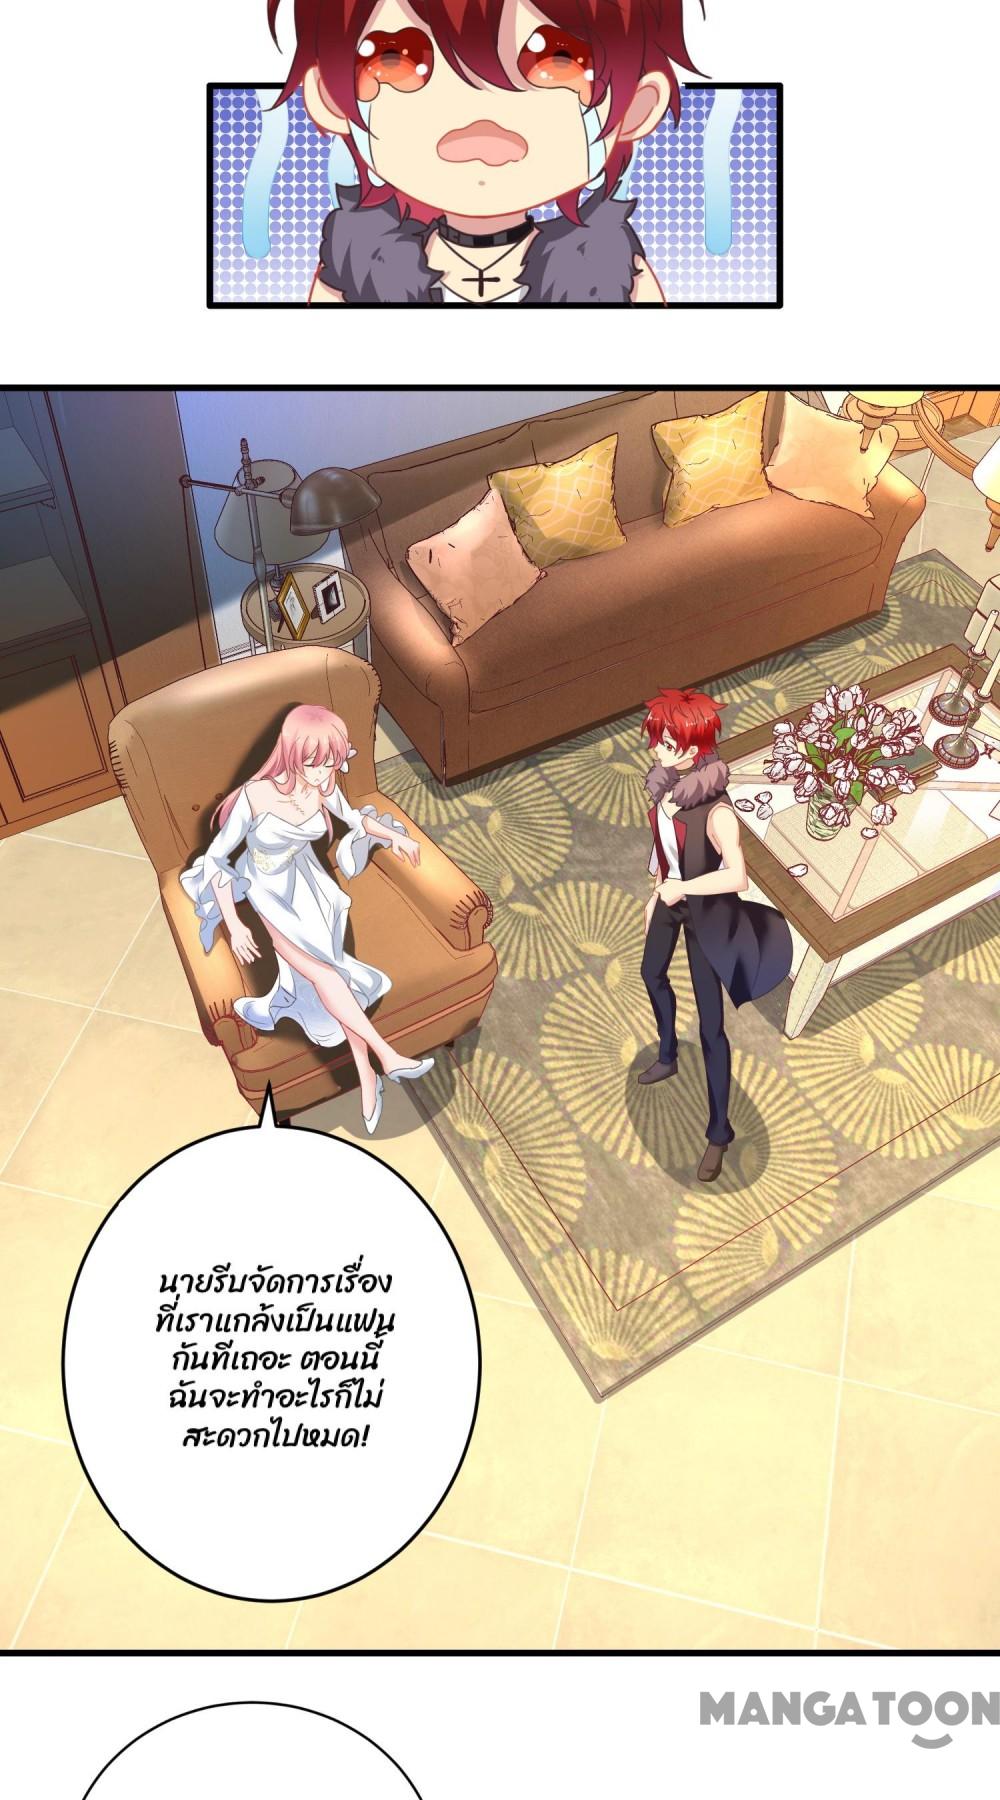 นายรีบจัดการเรื่อง
ที่เราแกล้งเป็นแฟน
กันทีเถอะ ตอนนี้
ฉันจะทำอะไรก็ไม่
สะดวกไปหมด!
MANGATOON